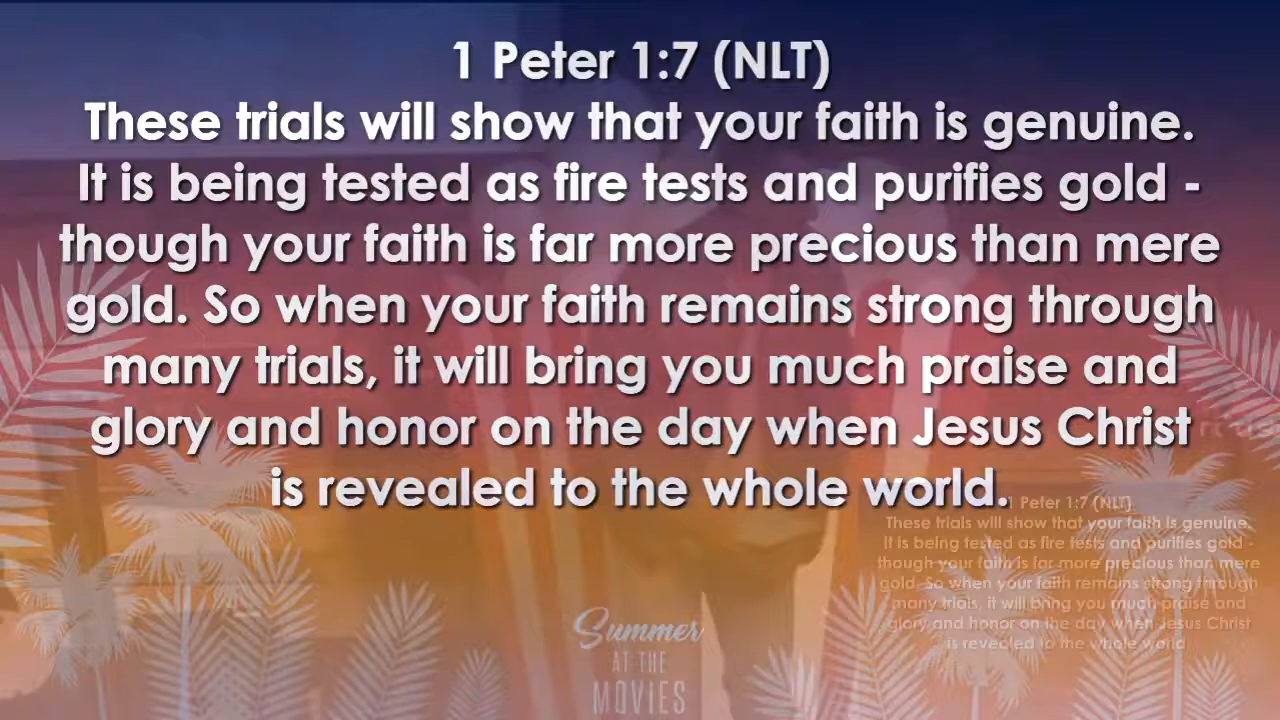 1 Peter 1:7 (NLT)
These trials will show that your faith is genuine.
It is being tested as fire tests and purifies gold -
though your faith is far more precious than mere
gold. So when your faith remains strong through
many trials, it will bring you much praise and
glory and honor on the day when Jesus Christ
is revealed to the whole world.
1 Peter 1:7 (NLT)
These trials will show that your faith is genuine.
It is being tested as fire tests and purifies gold -
though your faith is far more precious than mere
gold. So when your faith remains strong through
many trials, it will bring you much praise and
glory and honor on the day when Jesus Christ
is revealed to the whole world
Summer
AT THE
MOVIES